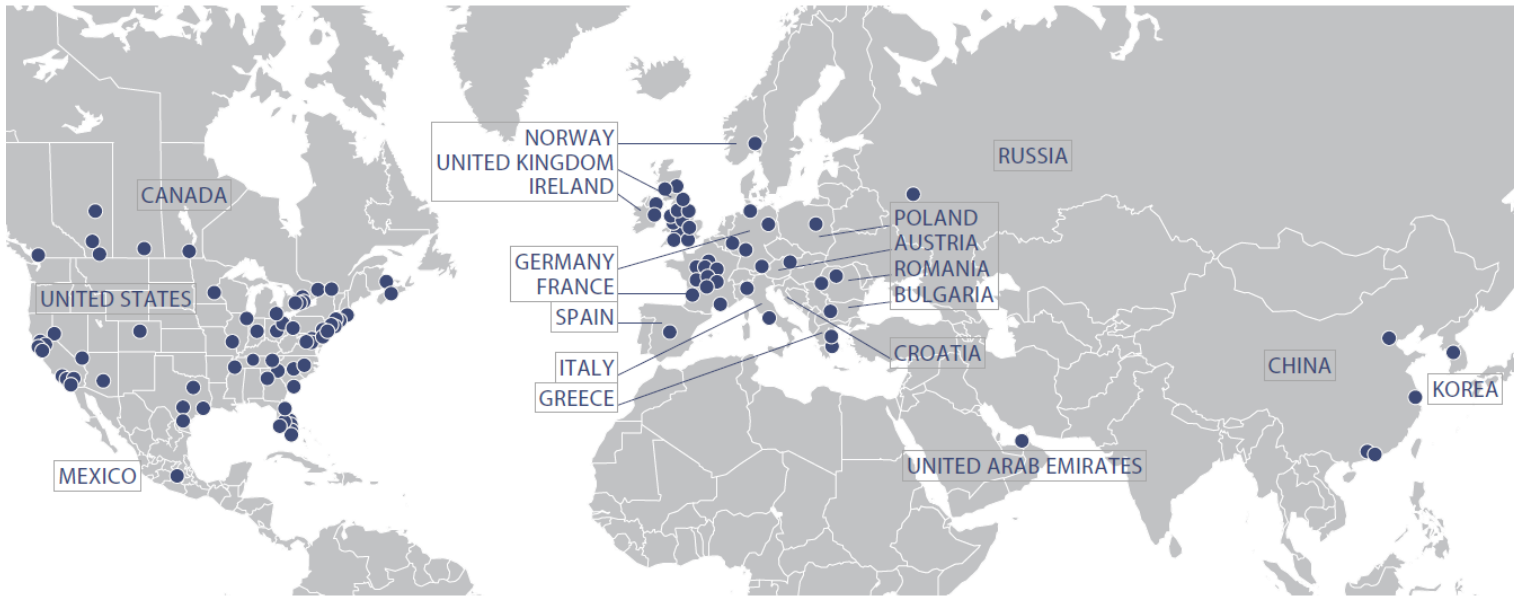 CANADA
UNITED STATES
MEXICO
NORWAY
UNITED KINGDOM
IRELAND
GERMANY
FRANCE
SPAIN
ITALY
GREECE
RUSSIA
POLAND
AUSTRIA
ROMANIA
BULGARIA
CROATIA
UNITED ARAB EMIRATES
CHINA
KOREA